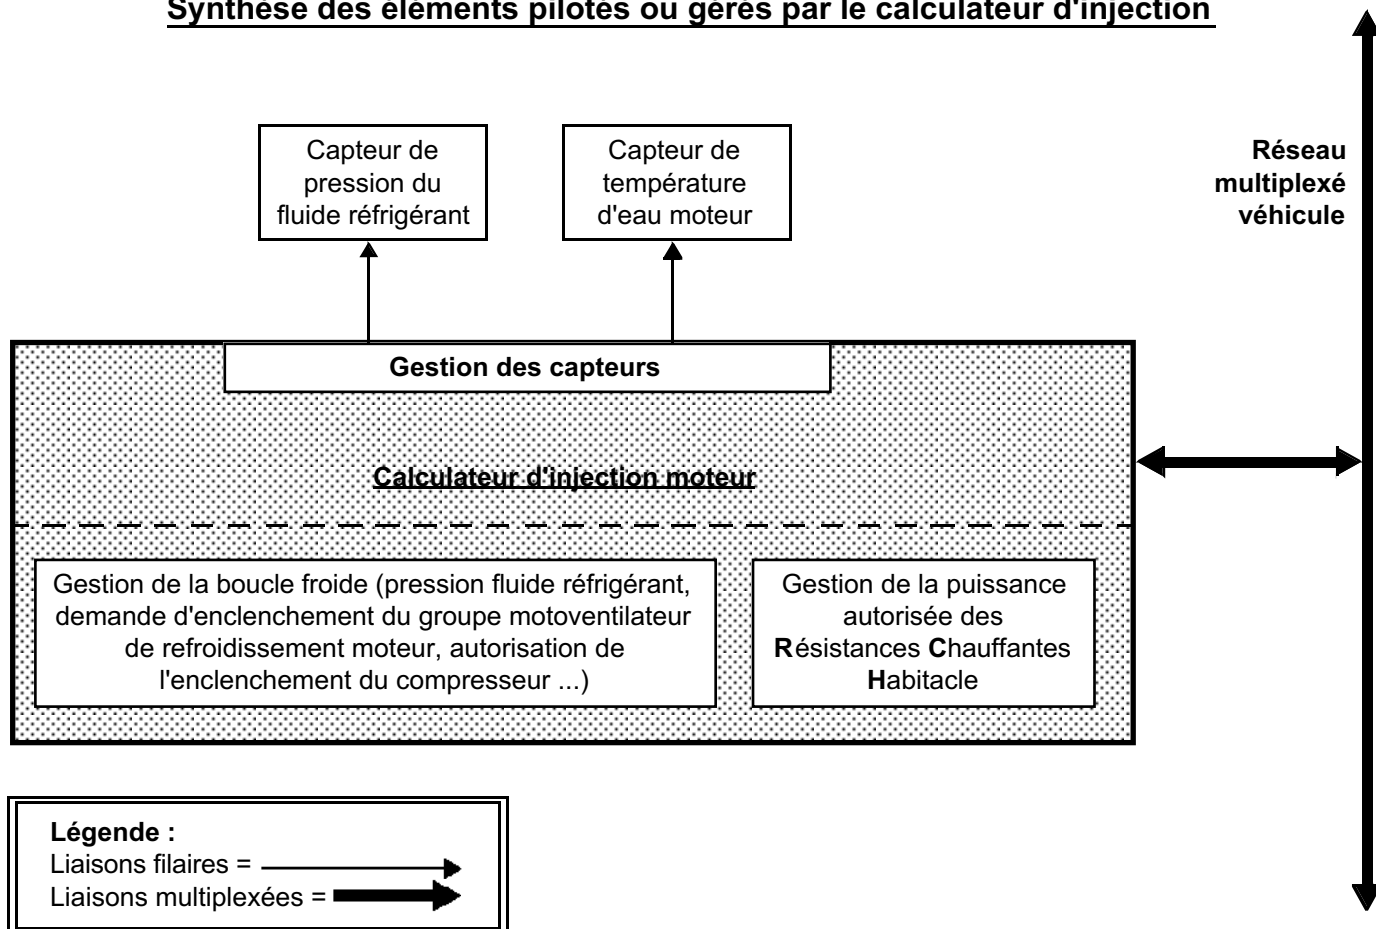 Synthèse des éléments pilotés ou gérés par le calculateur d'injection
Capteur de
pression du
fluide réfrigérant
Capteur de
température
d'eau moteur
Réseau
multiplexé
véhicule
Gestion des capteurs
Calculateur d'injection moteur
Gestion de la boucle froide (pression fluide réfrigérant,
demande d'enclenchement du groupe motoventilateur
de refroidissement moteur, autorisation de
l'enclenchement du compresseur ...)
Gestion de la puissance
autorisée des
Résistances Chauffantes
Habitacle
Légende :
Liaisons filaires =
Liaisons multiplexées =